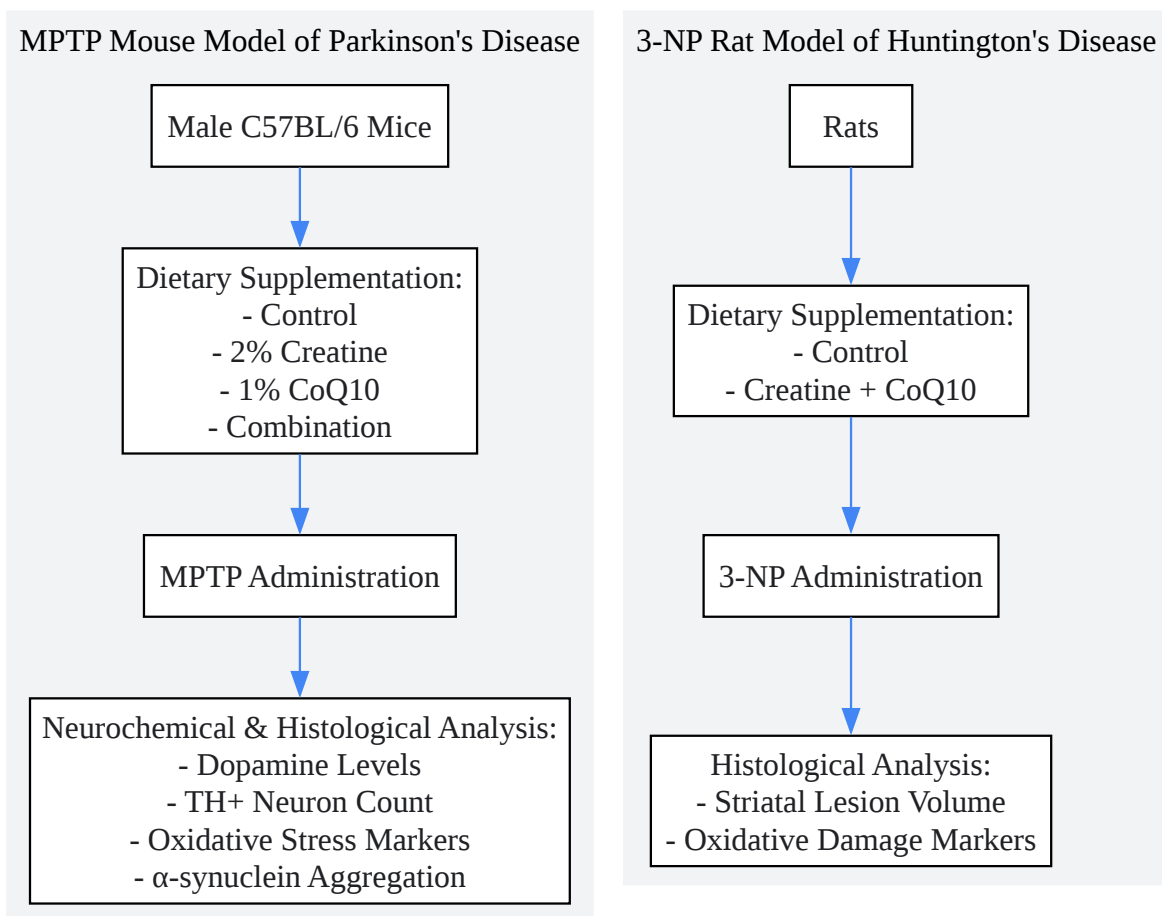 MPTP Mouse Model of Parkinson's Disease
Male C57BL/6 Mice
Dietary Supplementation:
- Control
- 2% Creatine
- 1% CoQ10
- Combination
MPTP Administration
Neurochemical & Histological Analysis:
- Dopamine Levels
- TH+ Neuron Count
- Oxidative Stress Markers
- α-synuclein Aggregation
3-NP Rat Model of Huntington's Disease
Rats
Dietary Supplementation:
- Control
- Creatine + CoQ10
3-NP Administration
Histological Analysis:
- Striatal Lesion Volume
- Oxidative Damage Markers